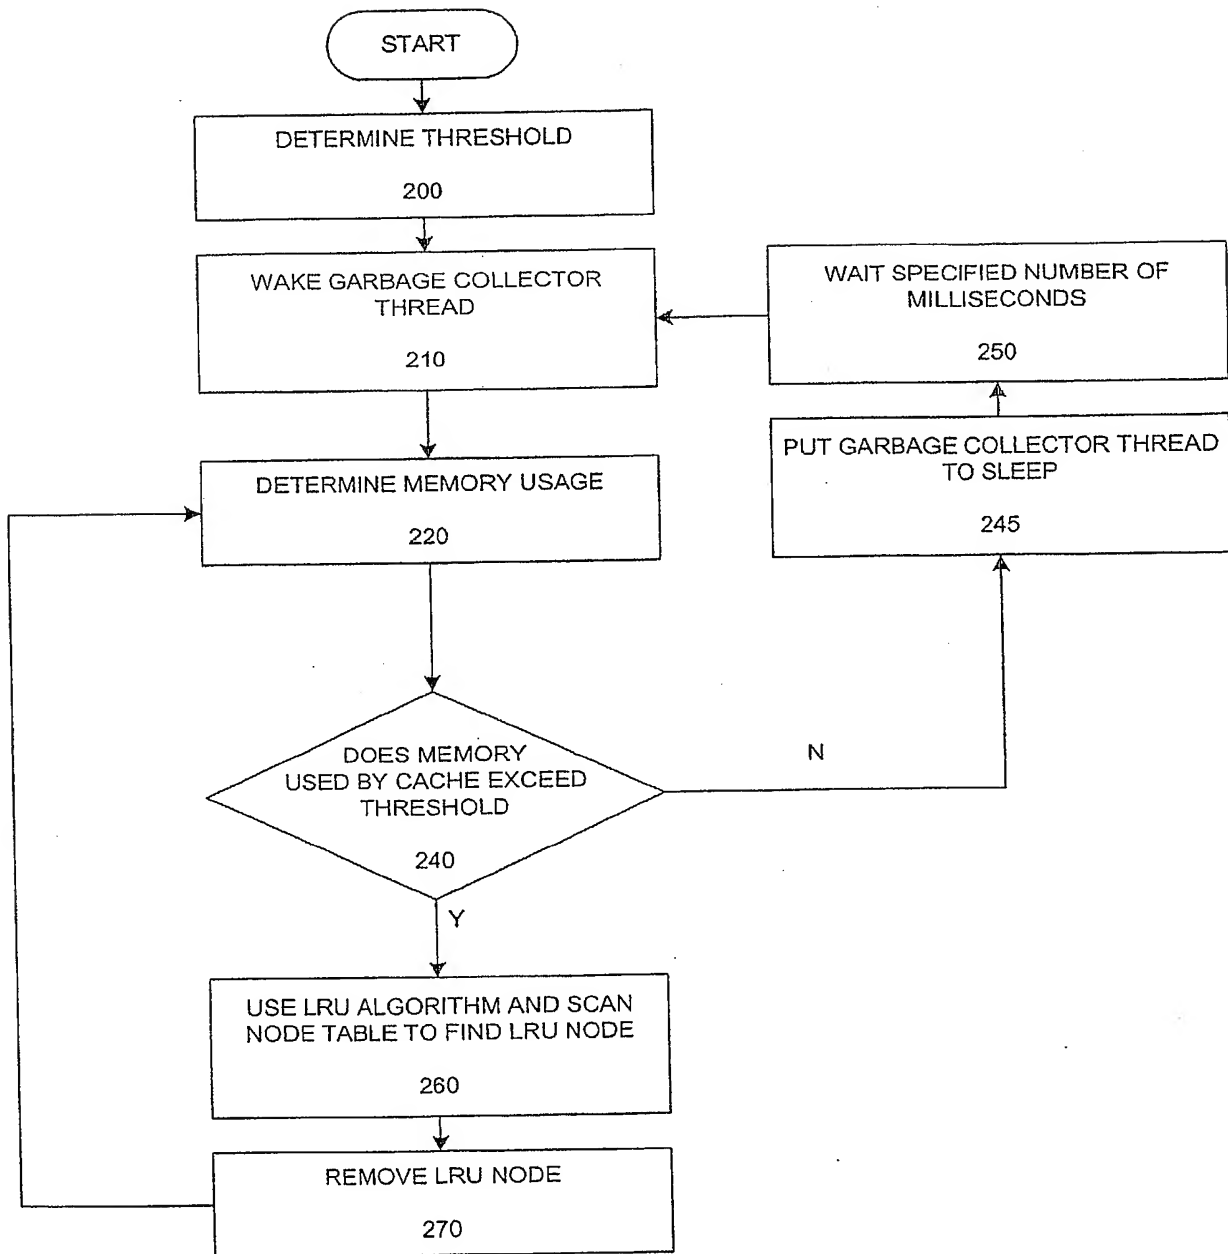 START
DETERMINE THRESHOLD
200
WAKE GARBAGE COLLECTOR
THREAD
210
WAIT SPECIFIED NUMBER OF
MILLISECONDS
250
PUT GARBAGE COLLECTOR THREAD
TO SLEEP
245
DETERMINE MEMORY USAGE
220
DOES MEMORY
USED BY CACHE EXCEED
THRESHOLD
240
N
Y
USE LRU ALGORITHM AND SCAN
NODE TABLE TO FIND LRU NODE
260
REMOVE LRU NODE
270